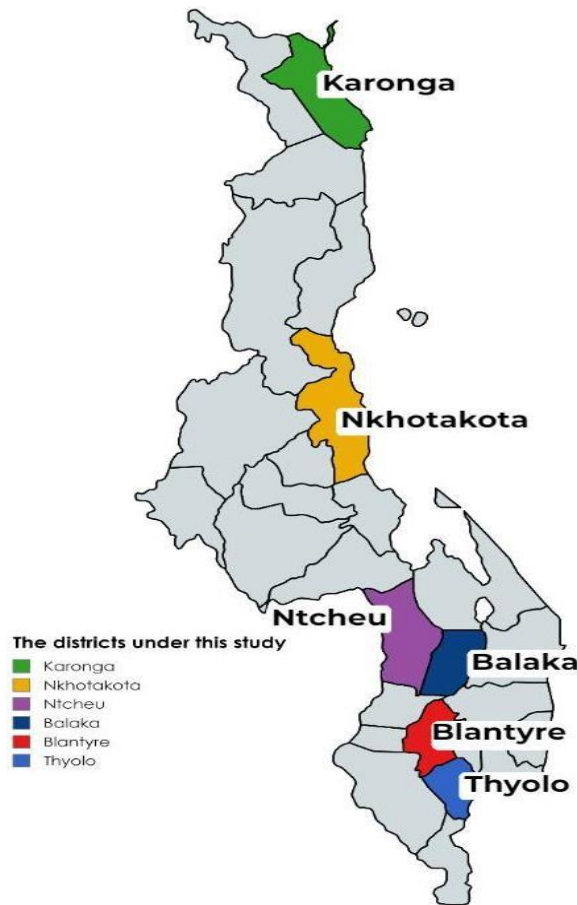 Karonga
Nkhotakota
Ntcheu
The districts under this study
Karonga
Nkhotakota
Ntcheu
Balaka
Blantyre
Thyolo
Balaka
Blantyre
Thyolo